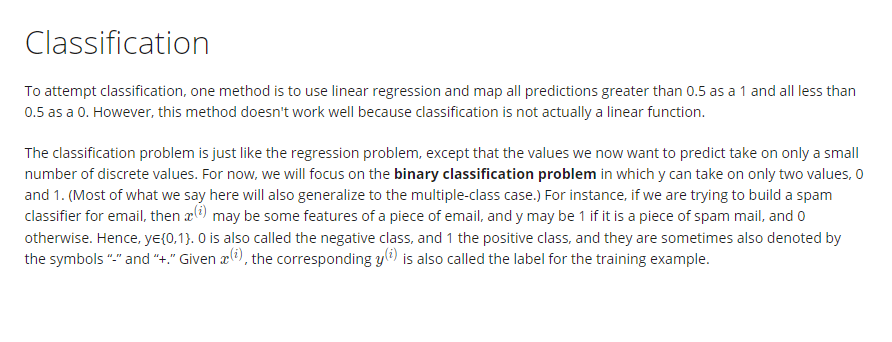 Classification
To attempt classification, one method is to use linear regression and map all predictions greater than 0.5 as a 1 and all less than
0.5 as a 0. However, this method doesn't work well because classification is not actually a linear function.
The classification problem is just like the regression problem, except that the values we now want to predict take on only a small
number of discrete values. For now, we will focus on the binary classification problem in which y can take on only two values, 0
and 1. (Most of what we say here will also generalize to the multiple-class case.) For instance, if we are trying to build a spam
classifier for email, then x^{(i)} may be some features of a piece of email, and y may be 1 if it is a piece of spam mail, and 0
otherwise. Hence, y∈{0,1}. 0 is also called the negative class, and 1 the positive class, and they are sometimes also denoted by
the symbols “-” and “+.” Given x^{(i)}, the corresponding y^{(i)} is also called the label for the training example.